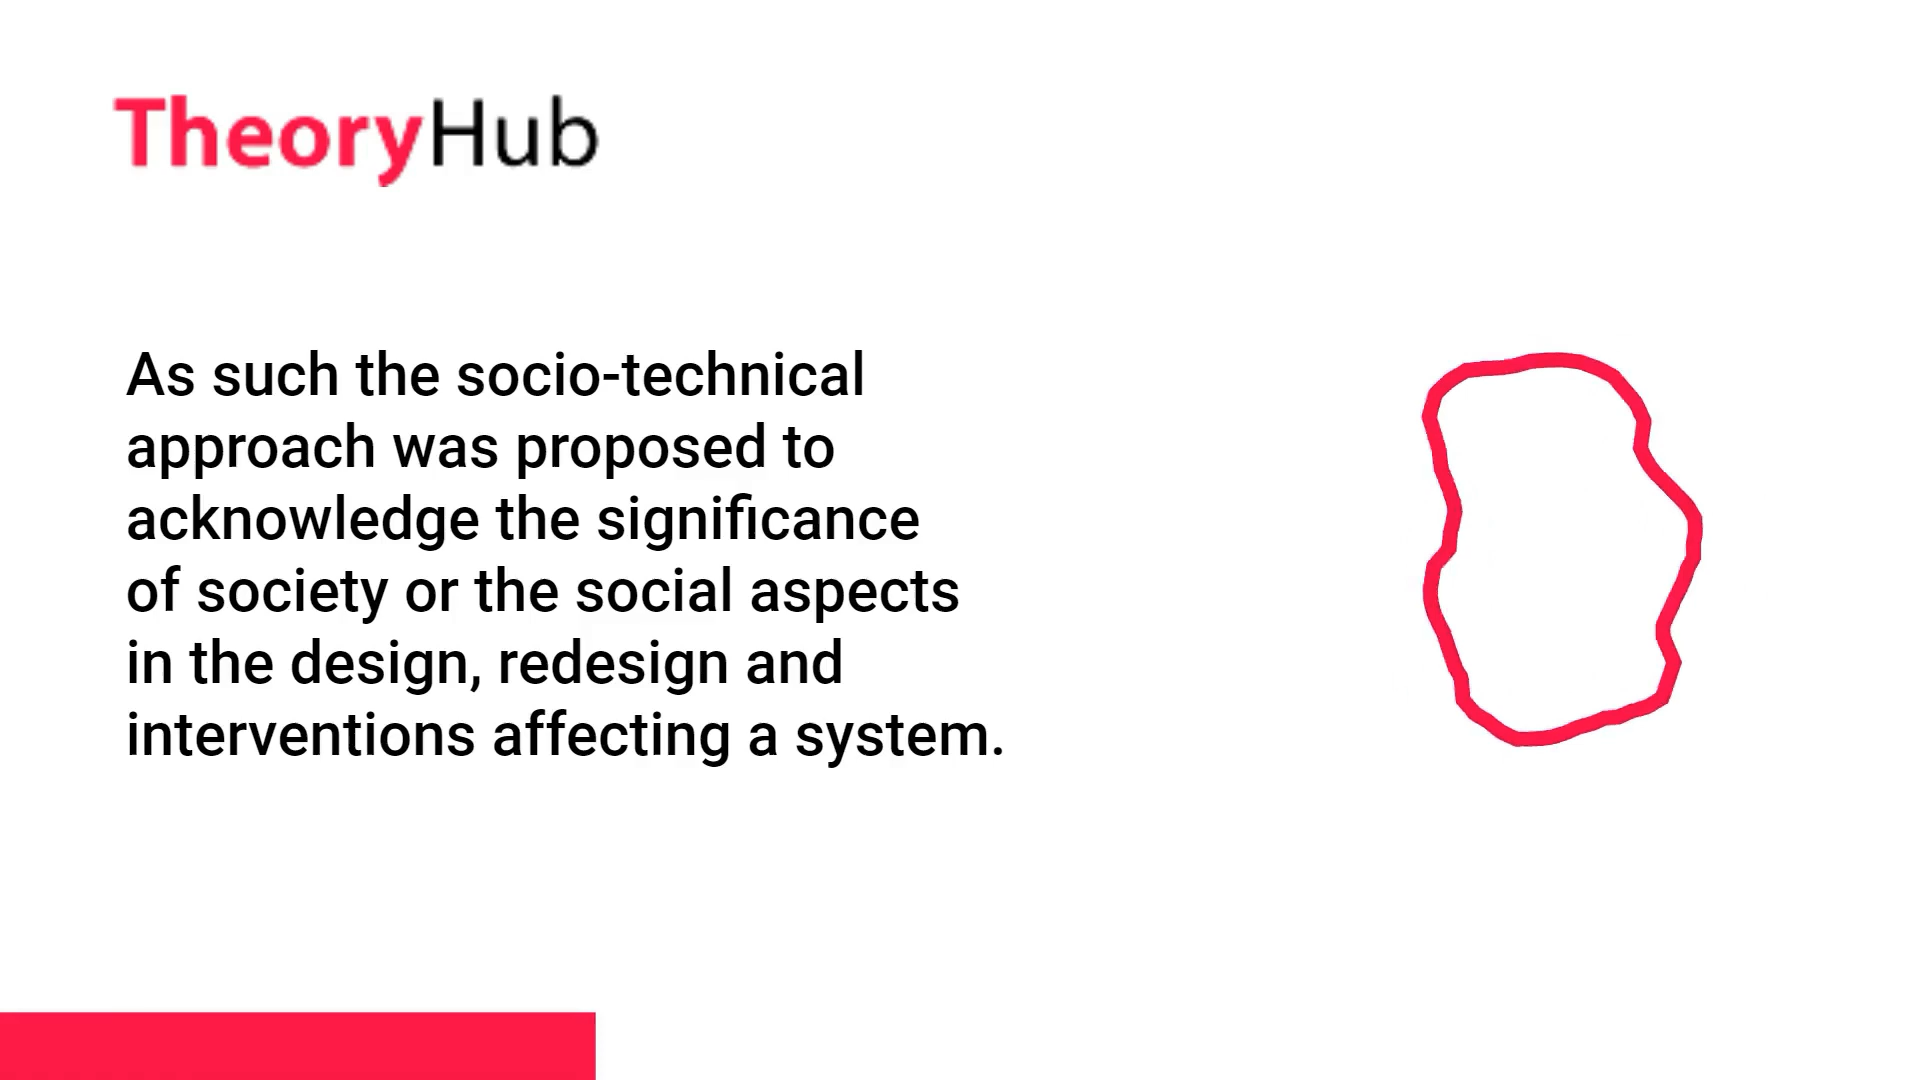 TheoryHub
As such the socio-technical
approach was proposed to
acknowledge the significance
of society or the social aspects
in the design, redesign and
interventions affecting a system.